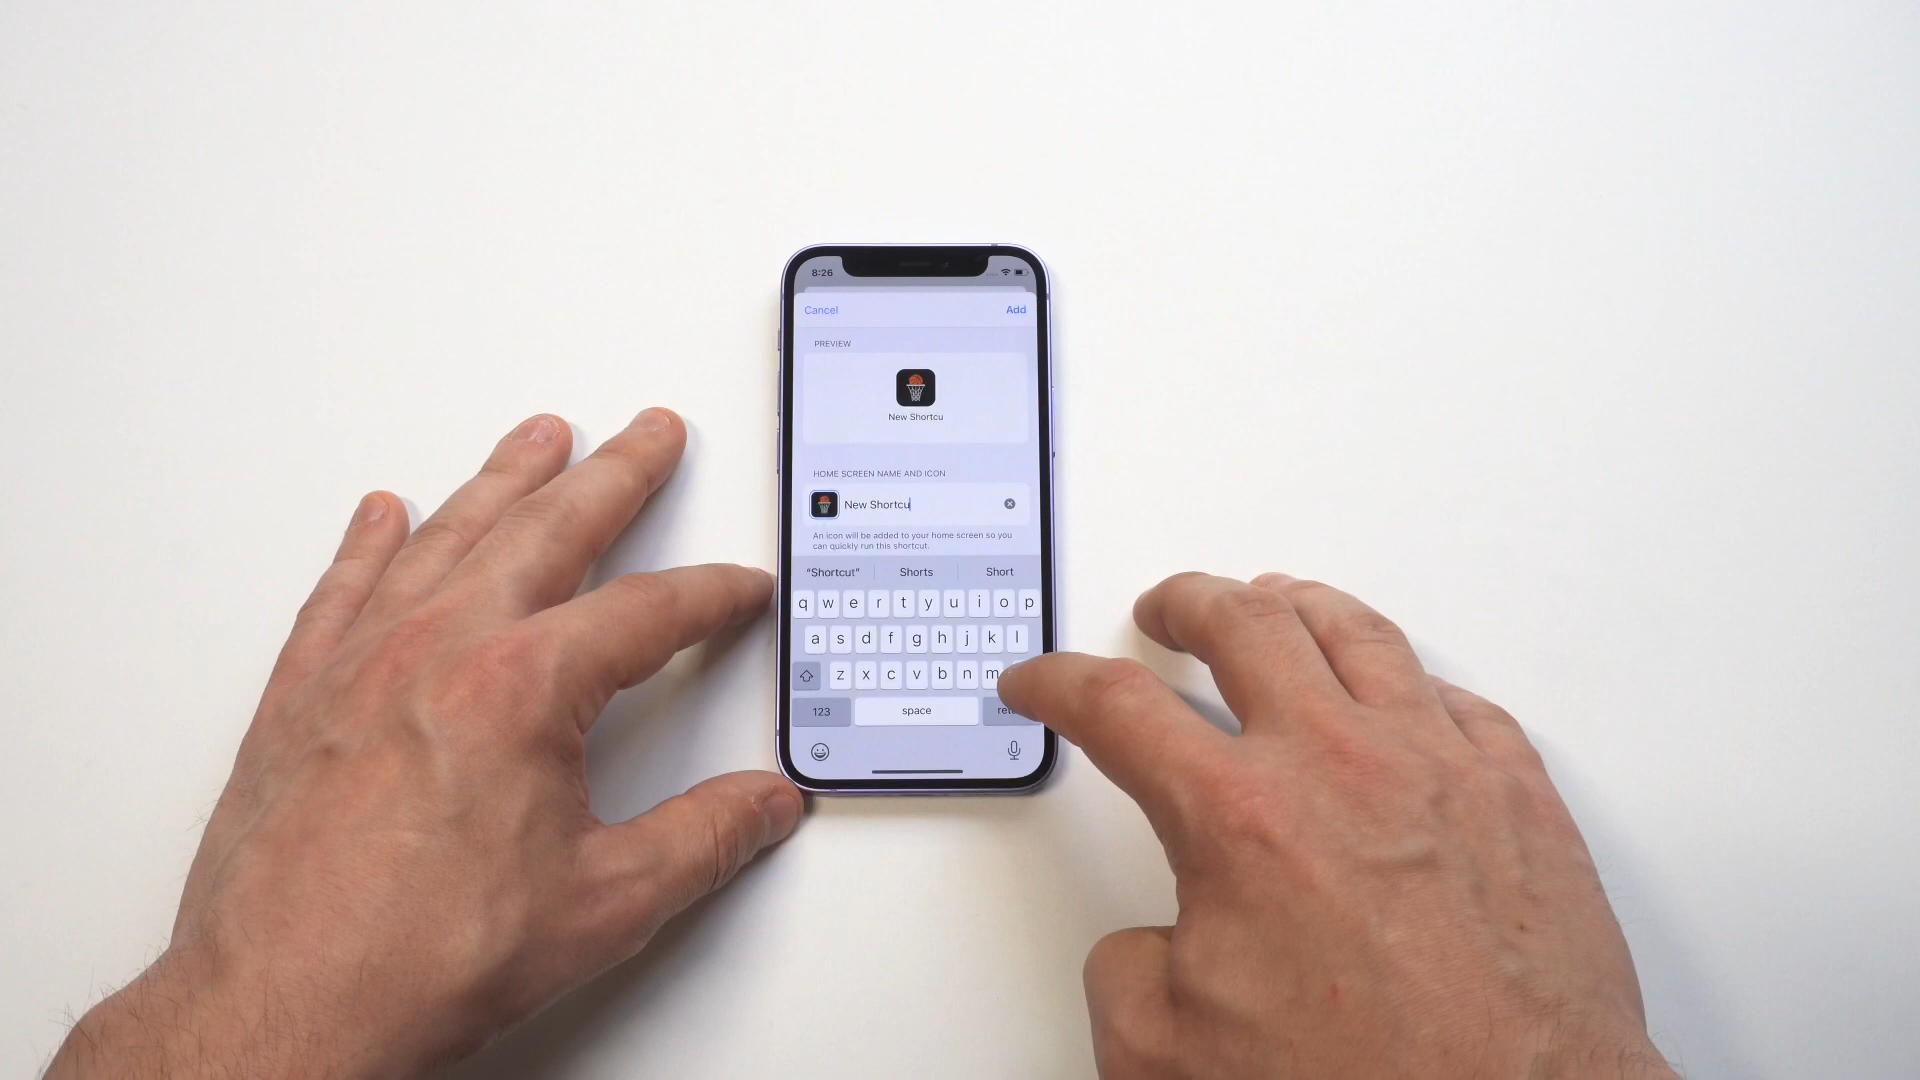 8:26
Cancel Add
PREVIEW
New Shortcu
HOME SCREEN NAME AND ICON
New Shortcu
An icon will be added to your home screen so you
can quickly run this shortcut.
“Shortcut” Shorts Short
q w e r t y u i o p
a s d f g h j k l
z x c v b n m
123 space